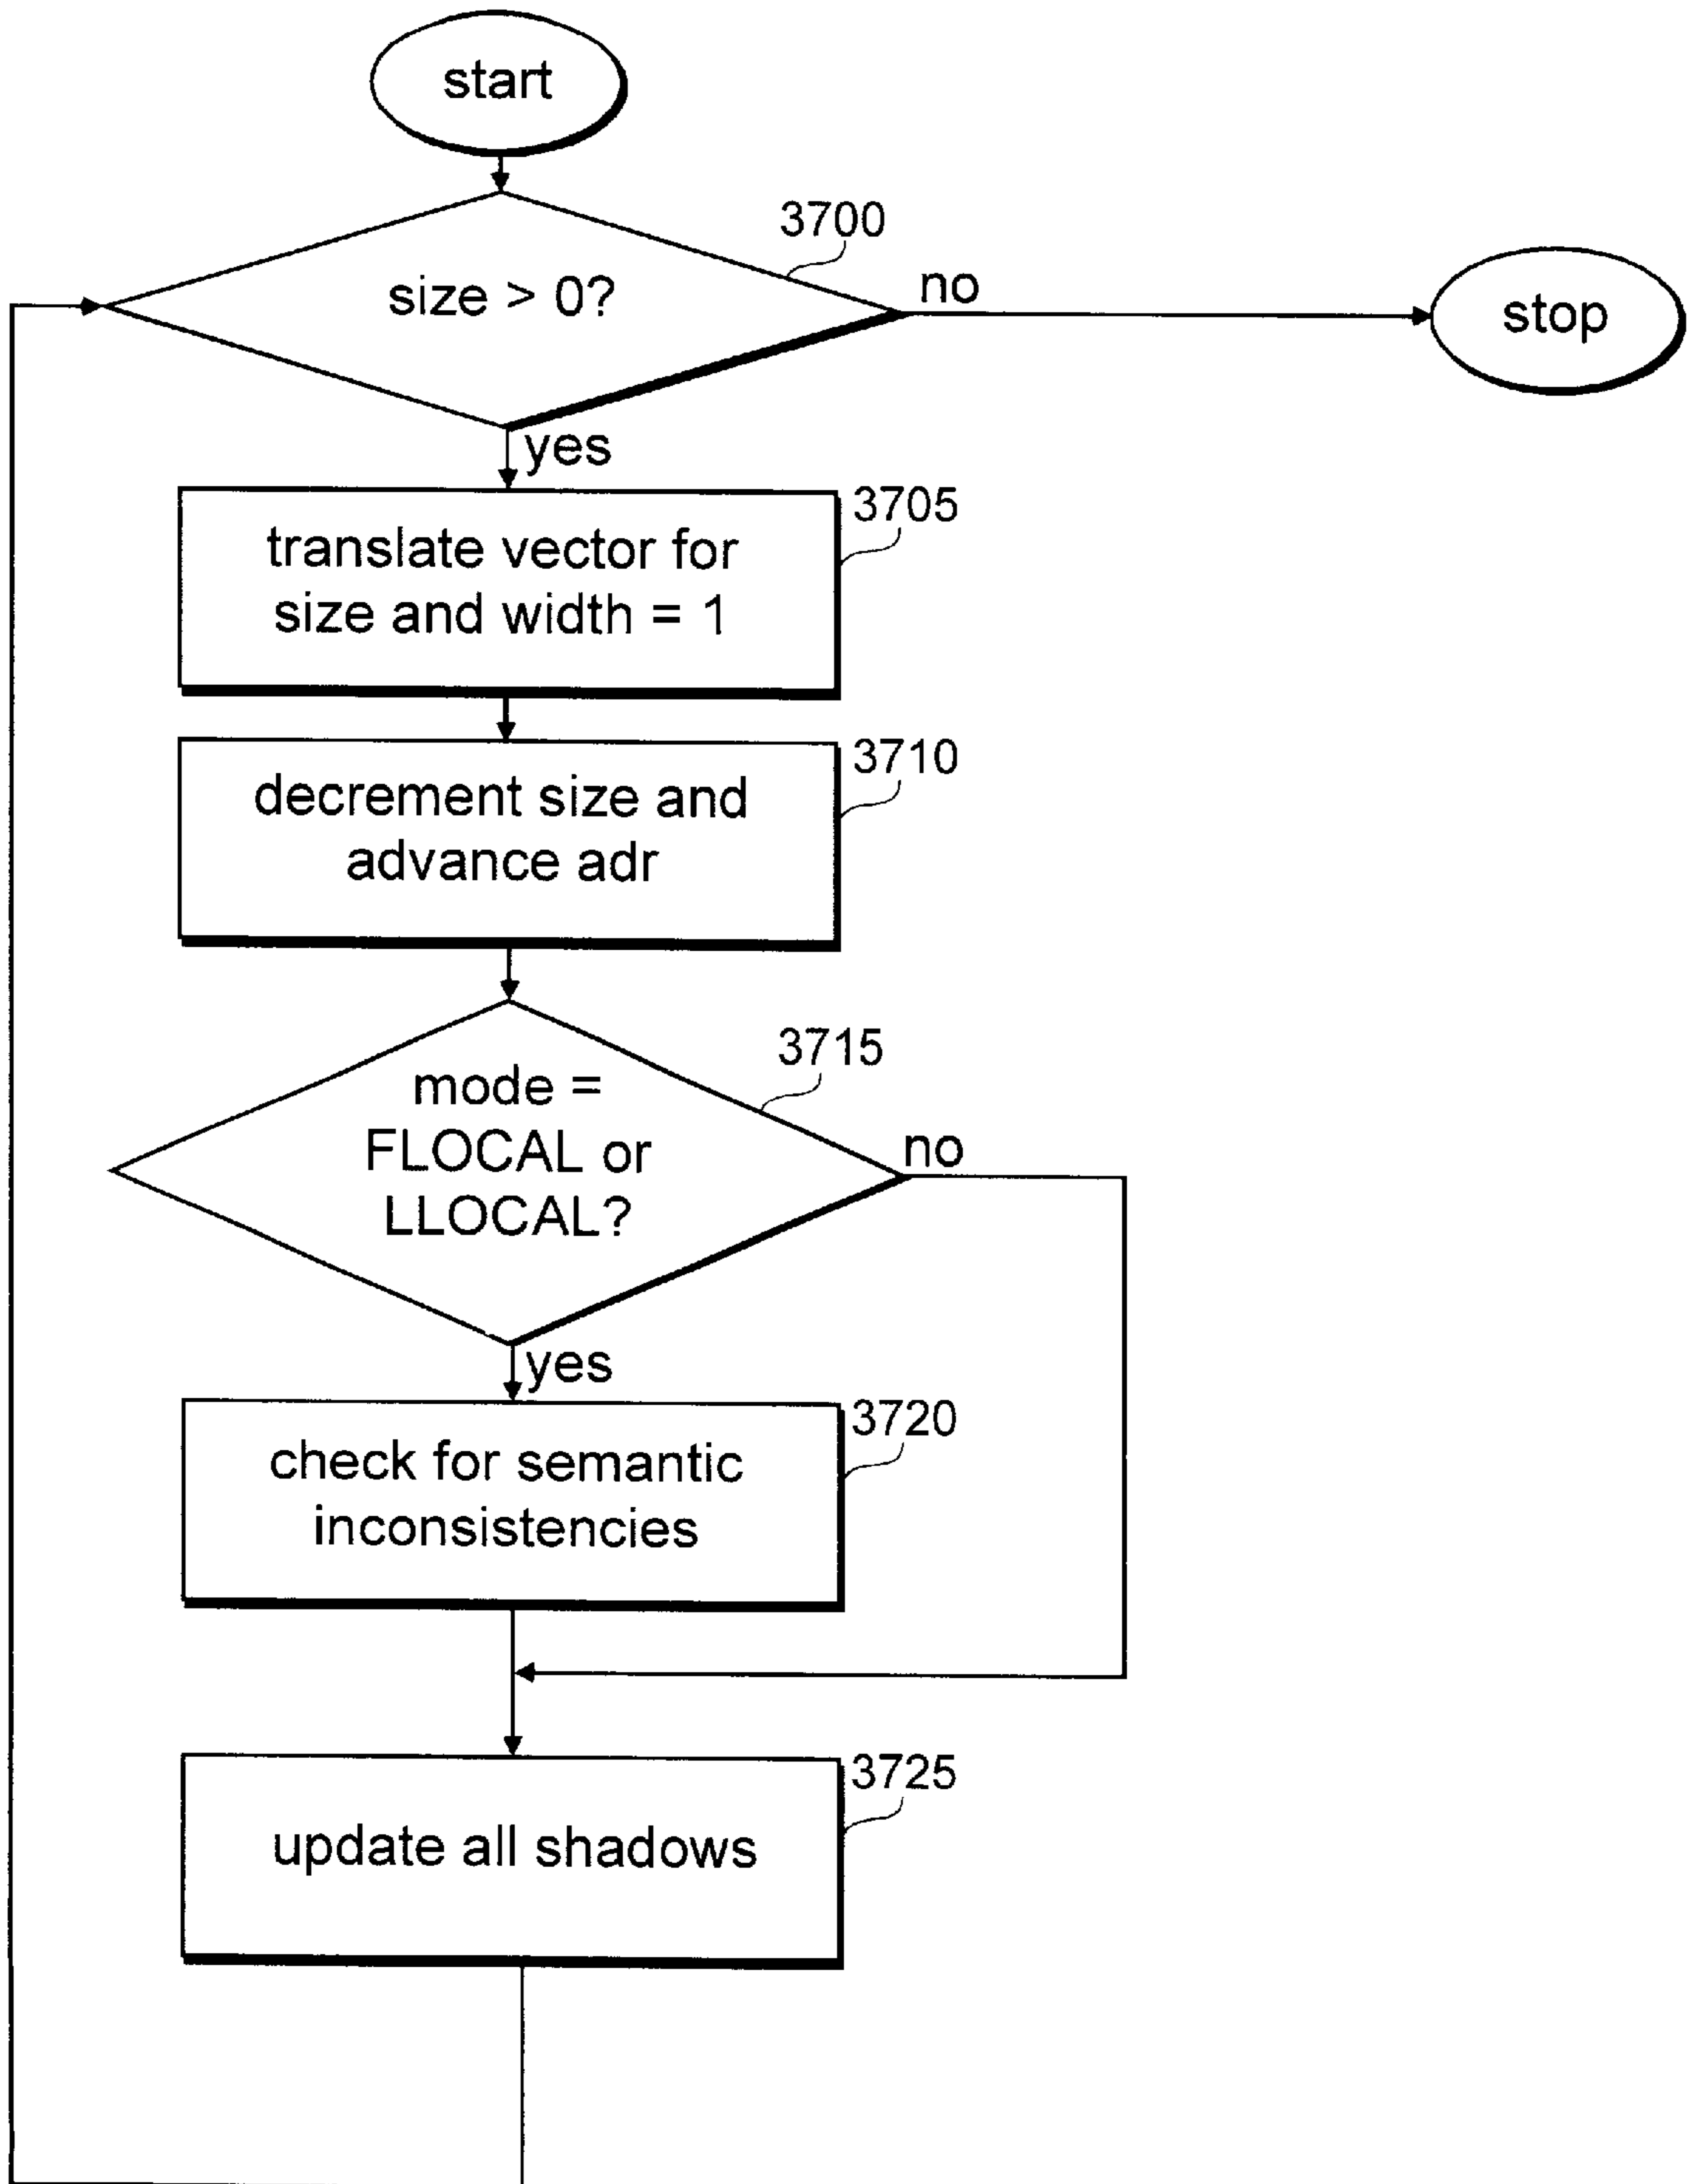 start
3700
size > 0?
no
stop
yes
3705
translate vector for
size and width = 1
3710
decrement size and
advance adr
3715
mode =
FLOCAL or
LLOCAL?
no
yes
3720
check for semantic
inconsistencies
3725
update all shadows